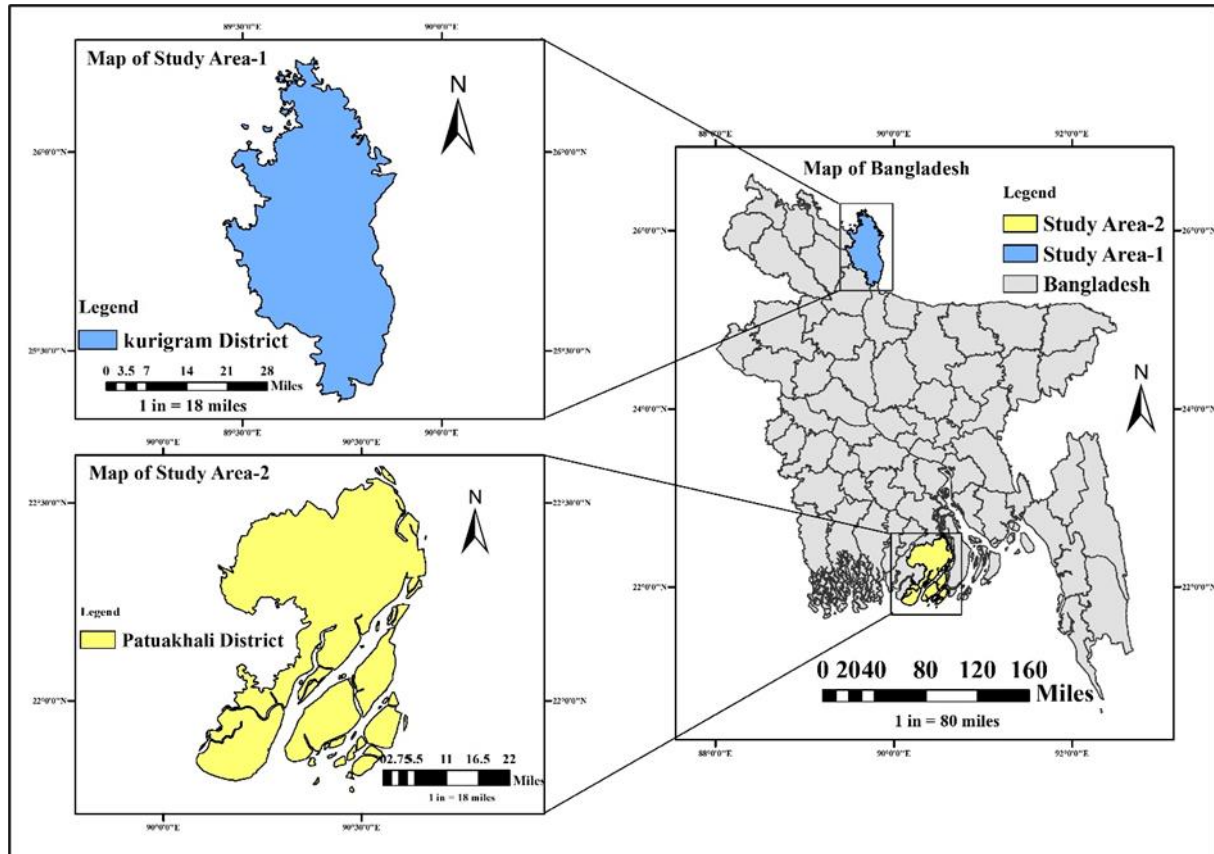 89°30'0"E
90°0'0"E
Map of Study Area-1
N
26°0'0"N
26°0'0"N
25°30'0"N
25°30'0"N
Legend
kurigram District
0 3.5 7 14 21 28
Miles
1 in = 18 miles
89°30'0"E
90°0'0"E
90°0'0"E
90°30'0"E
Map of Study Area-2
N
22°30'0"N
22°30'0"N
Legend
Patuakhali District
22°0'0"N
22°0'0"N
02.755.5 11 16.5 22
Miles
1 in = 18 miles
90°0'0"E
90°30'0"E
88°0'0"E
90°0'0"E
92°0'0"E
Map of Bangladesh
Legend
Study Area-2
Study Area-1
Bangladesh
26°0'0"N
26°0'0"N
N
24°0'0"N
24°0'0"N
22°0'0"N
22°0'0"N
0 2040 80 120 160
Miles
1 in = 80 miles
88°0'0"E
90°0'0"E
92°0'0"E